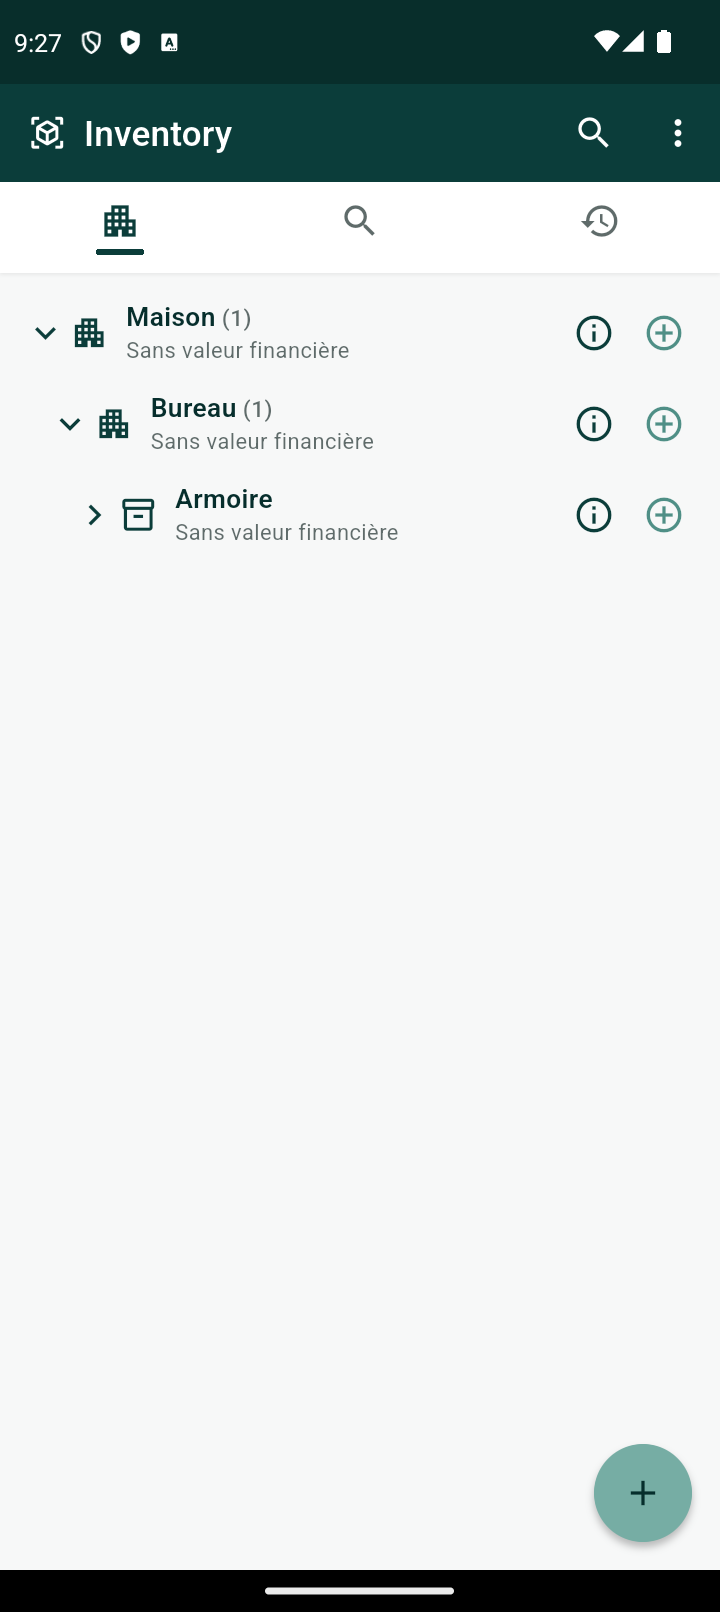 9:27
Inventory
Maison (1)
Sans valeur financière
Bureau (1)
Sans valeur financière
Armoire
Sans valeur financière